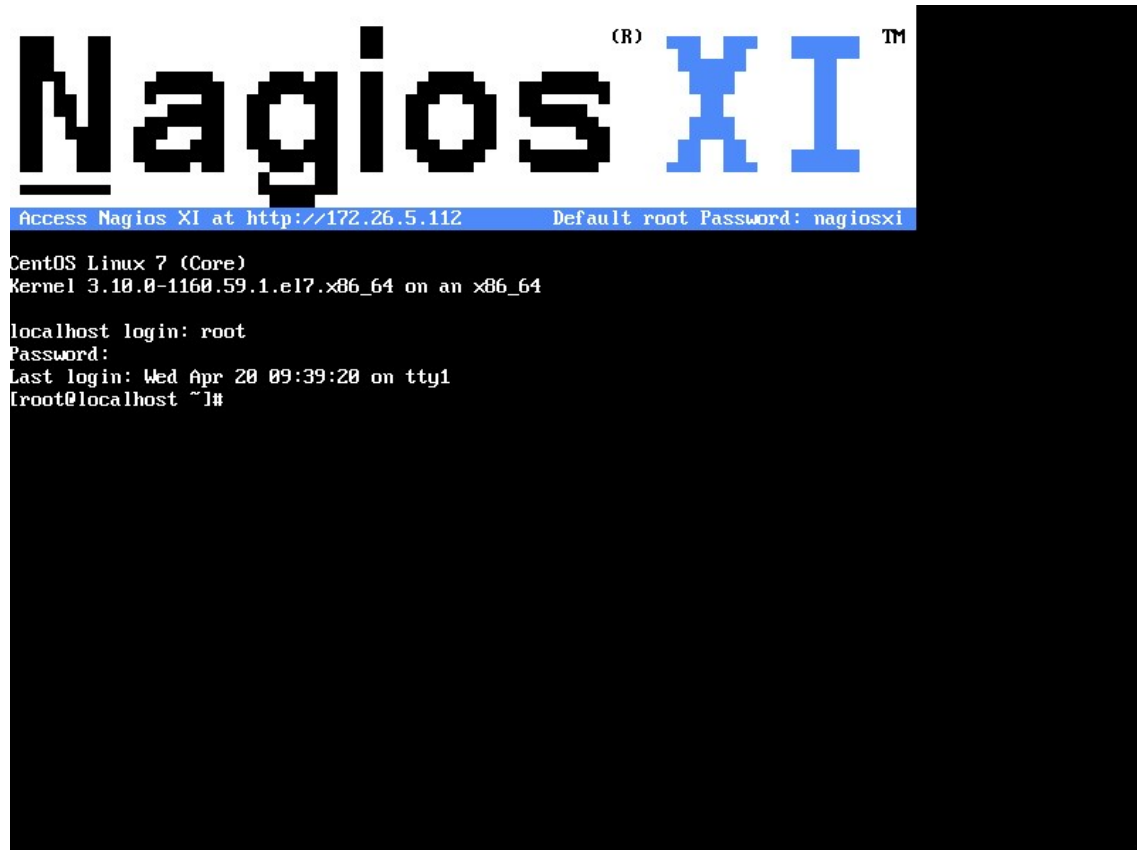 Nagios (R) XI TM
Access Nagios XI at http://172.26.5.112 Default root Password: nagiosxi
CentOS Linux 7 (Core)
Kernel 3.10.0-1160.59.1.el7.x86_64 on an x86_64
localhost login: root
Password:
Last login: Wed Apr 20 09:39:20 on tty1
[root@localhost ~]#